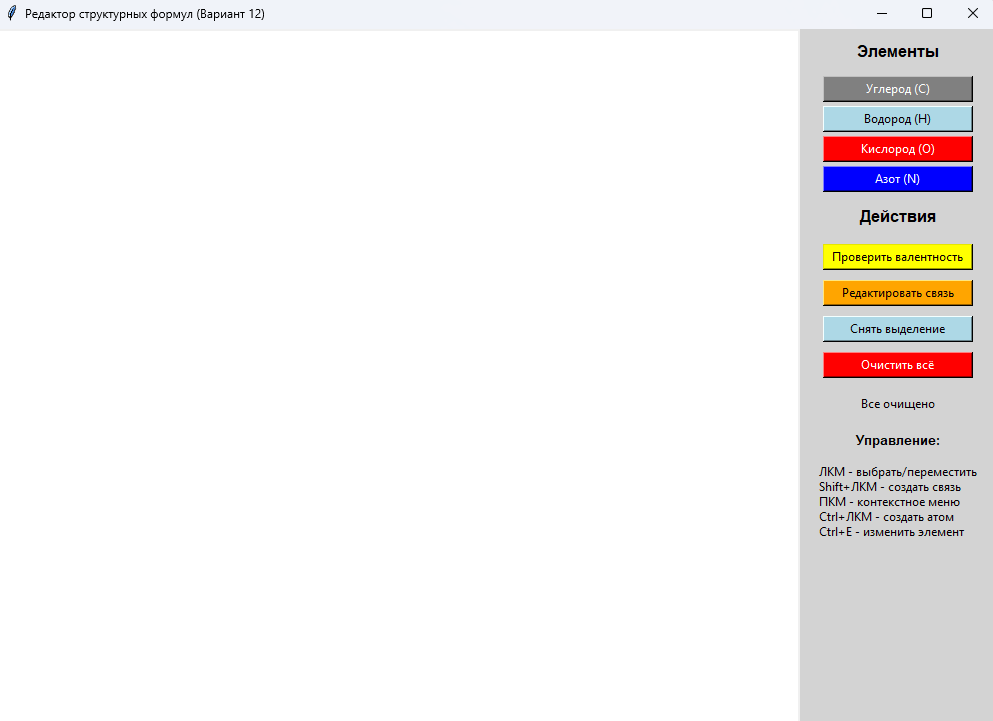 Редактор структурных формул (Вариант 12)
Элементы
Углерод (C)
Водород (H)
Кислород (O)
Азот (N)
Действия
Проверить валентность
Редактировать связь
Снять выделение
Очистить всё
Все очищено
Управление:
ЛКМ - выбрать/переместить
Shift+ЛКМ - создать связь
ПКМ - контекстное меню
Ctrl+ЛКМ - создать атом
Ctrl+E - изменить элемент